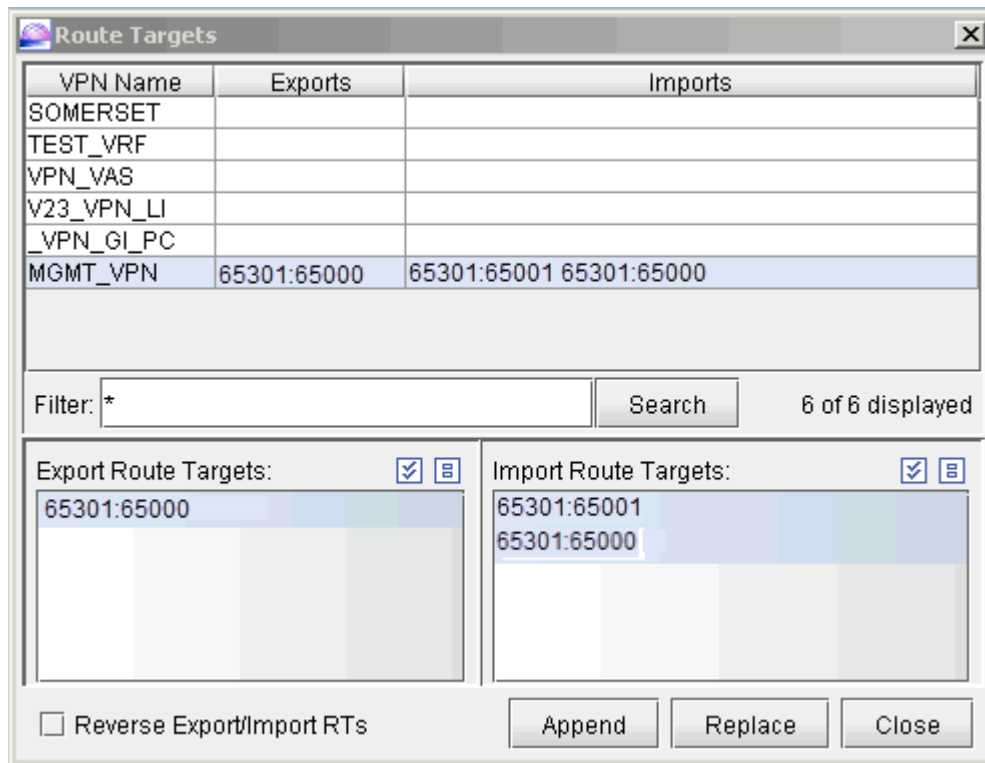 Route Targets
VPN Name Exports Imports
SOMERSET
TEST_VRF
VPN_VAS
V23_VPN_LI
_VPN_GI_PC
MGMT_VPN 65301:65000 65301:65001 65301:65000
Filter: * Search 6 of 6 displayed
Export Route Targets:
65301:65000
Import Route Targets:
65301:65001
65301:65000
Reverse Export/Import RTs Append Replace Close